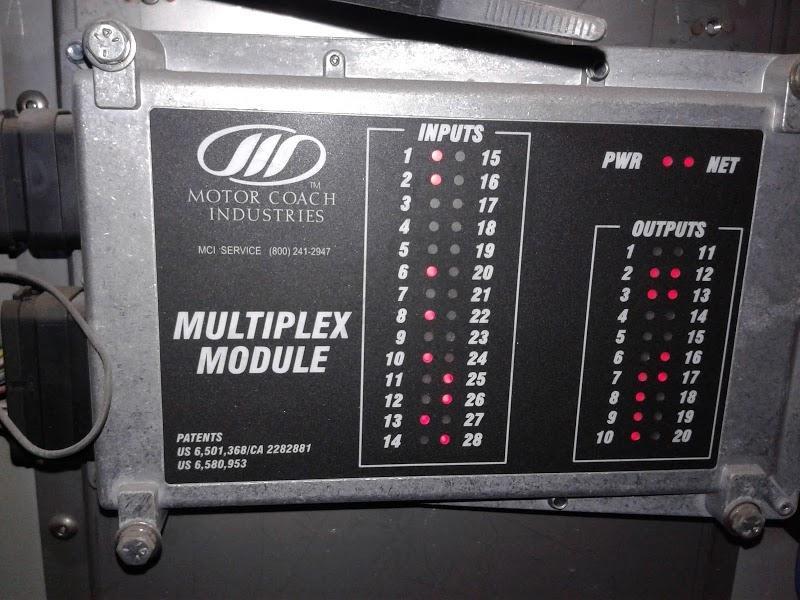 MOTOR COACH
INDUSTRIES
TM
MCI SERVICE (800) 241-2947
MULTIPLEX
MODULE
PATENTS
US 6,501,368/CA 2282881
US 6,580,953
INPUTS
1 15
2 16
3 17
4 18
5 19
6 20
7 21
8 22
9 23
10 24
11 25
12 26
13 27
14 28
PWR NET
OUTPUTS
1 11
2 12
3 13
4 14
5 15
6 16
7 17
8 18
9 19
10 20